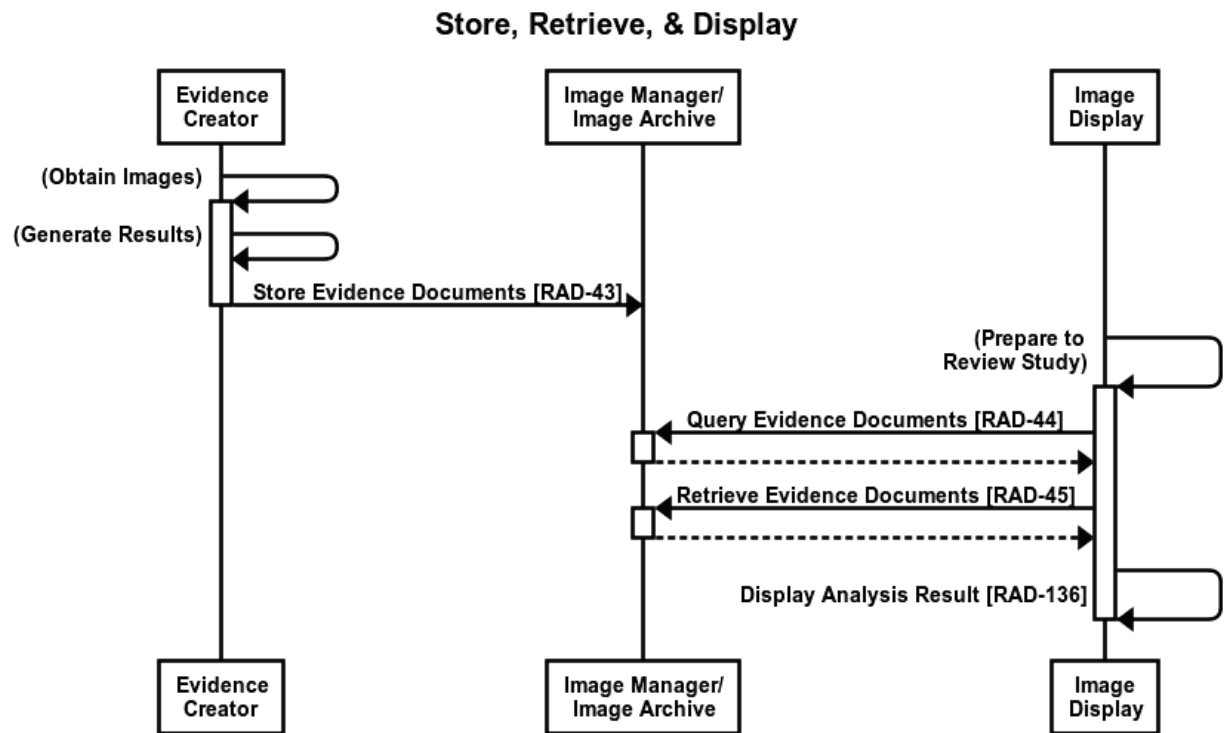 Store, Retrieve, & Display
Evidence
Creator
Image Manager/
Image Archive
Image
Display
(Obtain Images)
(Generate Results)
Store Evidence Documents [RAD-43]
(Prepare to
Review Study)
Query Evidence Documents [RAD-44]
Retrieve Evidence Documents [RAD-45]
Display Analysis Result [RAD-136]
Evidence
Creator
Image Manager/
Image Archive
Image
Display